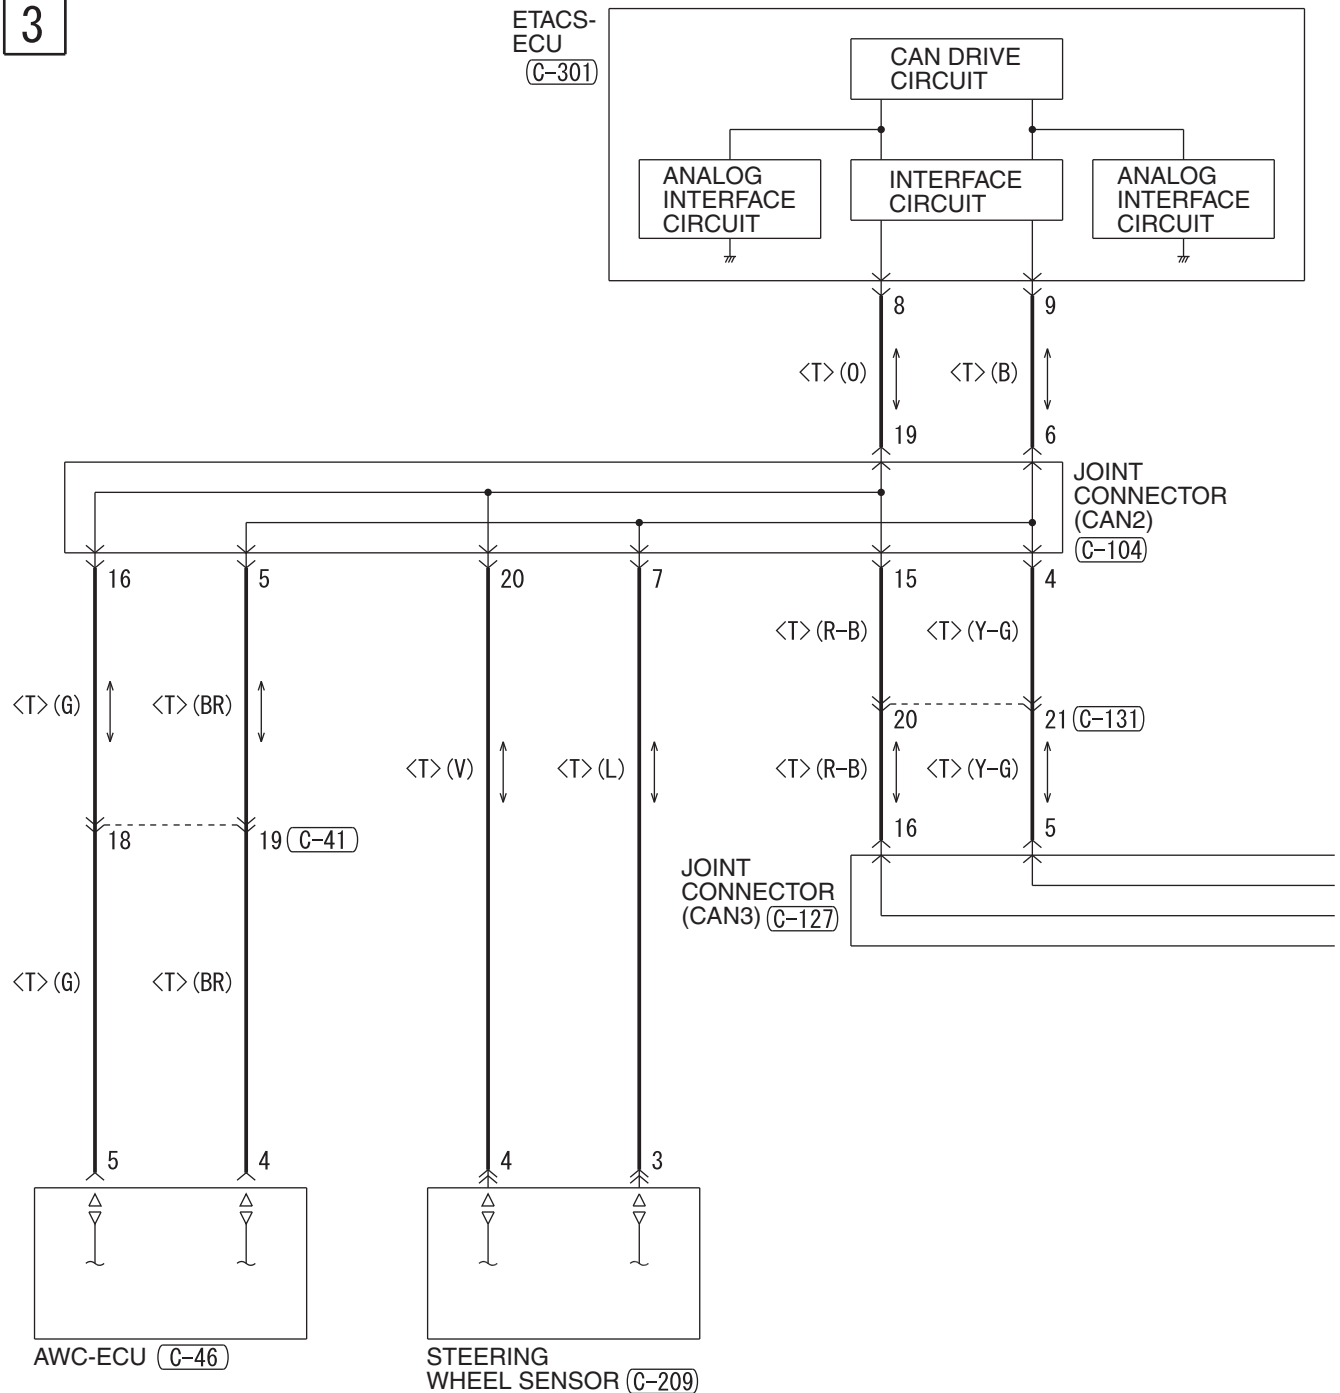 3
ETACS-
ECU
C-301
CAN DRIVE
CIRCUIT
ANALOG
INTERFACE
CIRCUIT
INTERFACE
CIRCUIT
ANALOG
INTERFACE
CIRCUIT
8
9
<T>(O)
<T>(B)
19
6
JOINT
CONNECTOR
(CAN2)
C-104
16
5
20
7
15
4
<T>(R-B)
<T>(Y-G)
<T>(G)
<T>(BR)
20
21
C-131
<T>(V)
<T>(L)
<T>(R-B)
<T>(Y-G)
18
19
C-41
16
5
JOINT
CONNECTOR
(CAN3)
C-127
<T>(G)
<T>(BR)
5
4
4
3
AWC-ECU
C-46
STEERING
WHEEL SENSOR
C-209